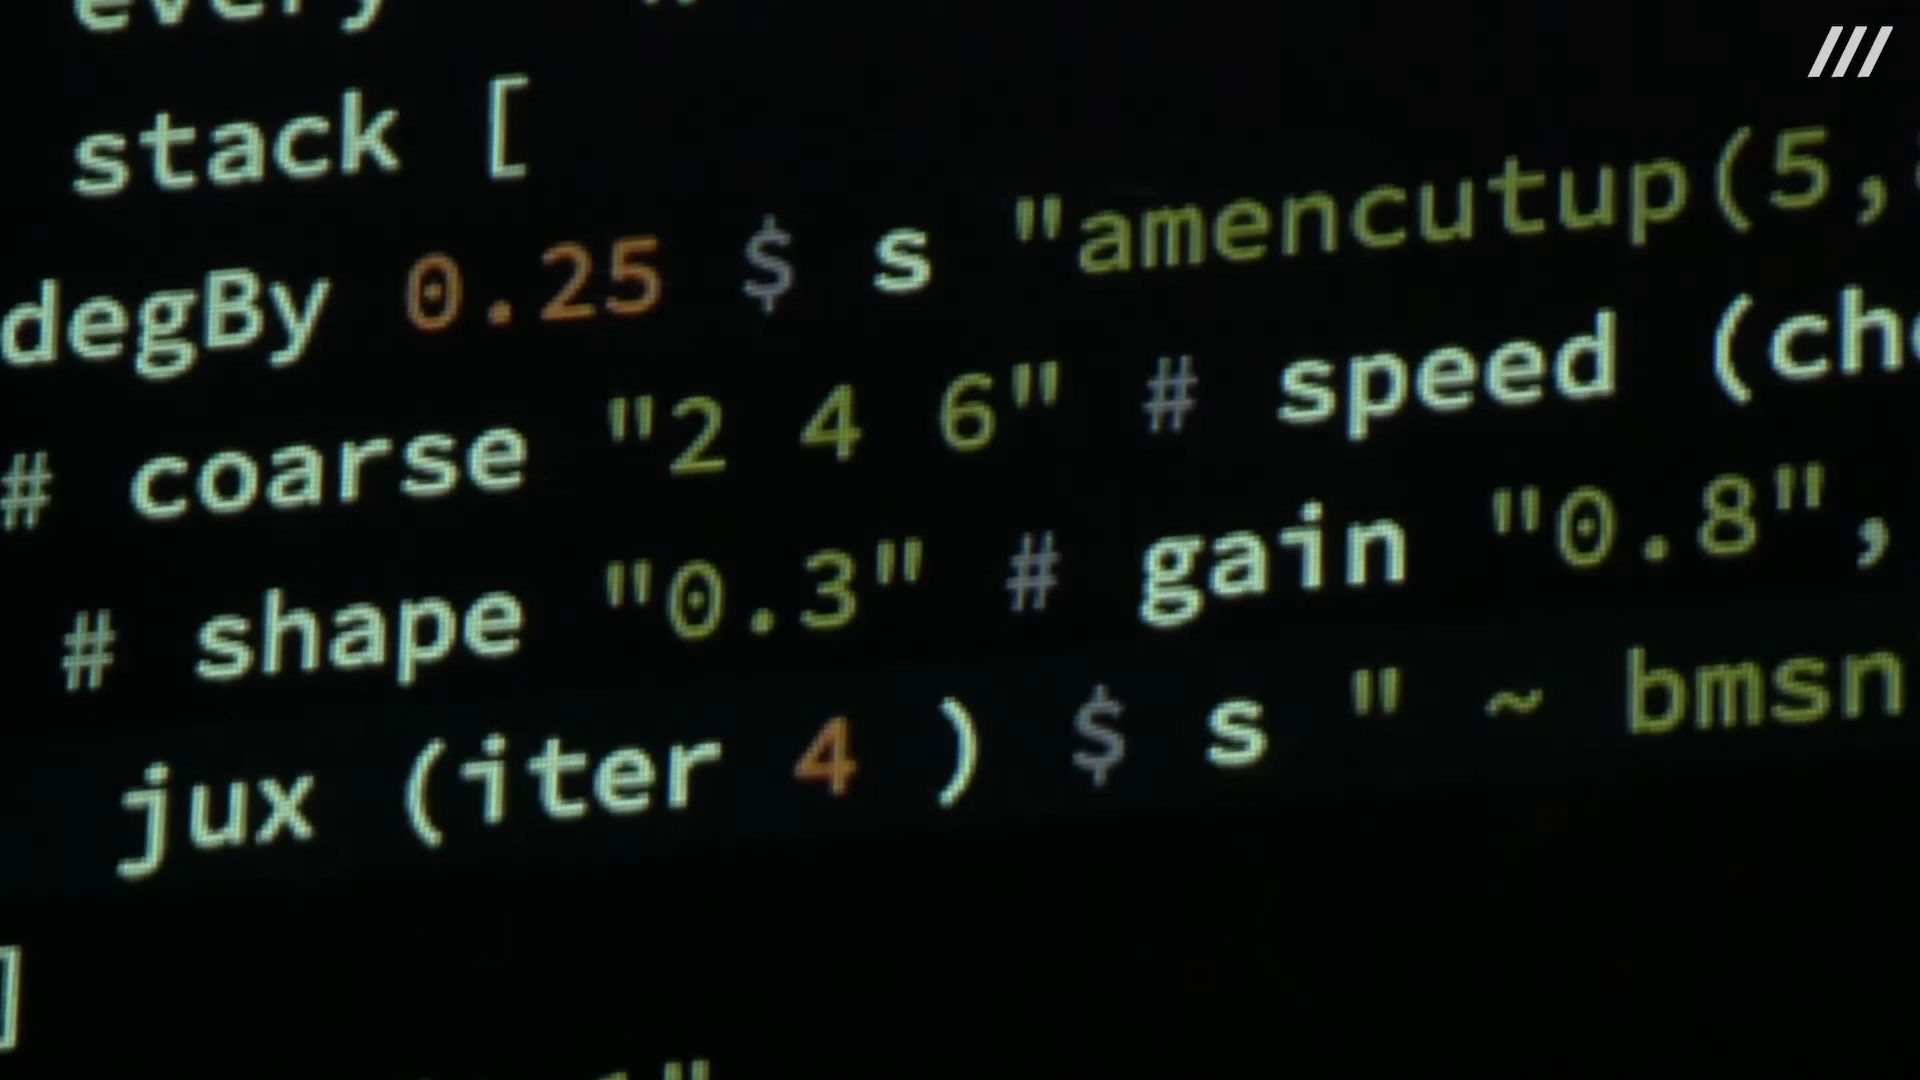 every "
stack [
degBy 0.25 $ s "amencutup(5,
# coarse "2 4 6" # speed (ch
# shape "0.3" # gain "0.8",
jux (iter 4 ) $ s " ~ bmsn
]